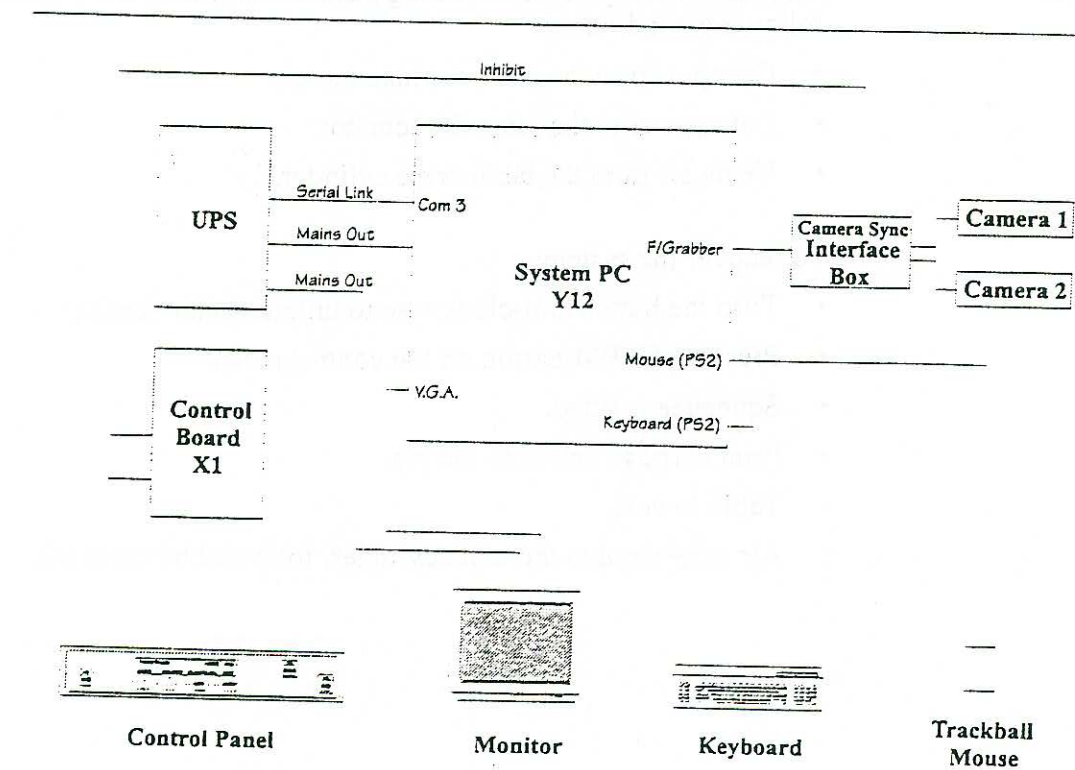 Inhibit
UPS
Serial Link
Mains Out
Mains Out
Com 3
System PC
Y12
F/Grabber
Mouse (PS2)
V.G.A.
Keyboard (PS2)
Camera Sync
Interface
Box
Camera 1
Camera 2
Control
Board
X1
Control Panel
Monitor
Keyboard
Trackball
Mouse